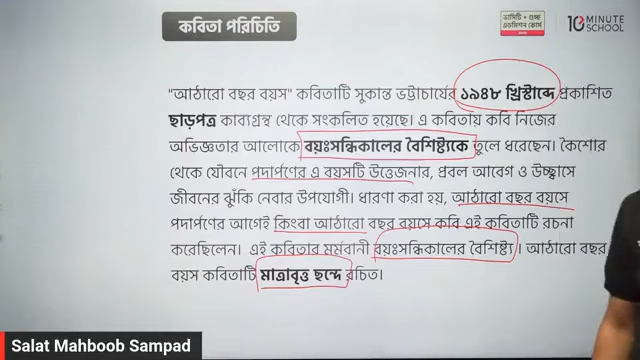 কবিতা পরিচিতি
ভার্সিটি + গুচ্ছ
এডমিশন কোর্স
10 MINUTE
SCHOOL
"আঠারো বছর বয়স" কবিতাটি সুকান্ত ভট্টাচার্যের ১৯৪৮ খ্রিস্টাব্দে প্রকাশিত
ছাড়পত্র কাব্যগ্রন্থ থেকে সংকলিত হয়েছে। এ কবিতায় কবি নিজের
অভিজ্ঞতার আলোকে বয়ঃসন্ধিকালের বৈশিষ্ট্যকে তুলে ধরেছেন। কৈশোর
থেকে যৌবনে পদার্পণের এ বয়সটি উত্তেজনার, প্রবল আবেগ ও উচ্ছ্বাসে
জীবনের ঝুঁকি নেবার উপযোগী। ধারণা করা হয়, আঠারো বছর বয়সে
পদার্পণের আগেই কিংবা আঠারো বছর বয়সে কবি এই কবিতাটি রচনা
করেছিলেন। এই কবিতার মর্মবানী বয়ঃসন্ধিকালের বৈশিষ্ট্য। আঠারো বছর
বয়স কবিতাটি মাত্রাবৃত্ত ছন্দে রচিত।
Salat Mahboob Sampad